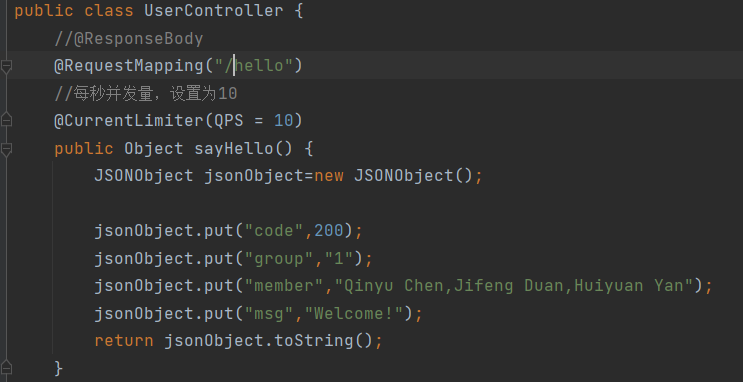 public class UserController {
//@ResponseBody
@RequestMapping("/hello")
//每秒并发量，设置为10
@CurrentLimiter(QPS = 10)
public Object sayHello() {
JSONObject jsonObject=new JSONObject();
jsonObject.put("code",200);
jsonObject.put("group","1");
jsonObject.put("member","Qinyu Chen,Jifeng Duan,Huiyuan Yan");
jsonObject.put("msg","Welcome!");
return jsonObject.toString();
}